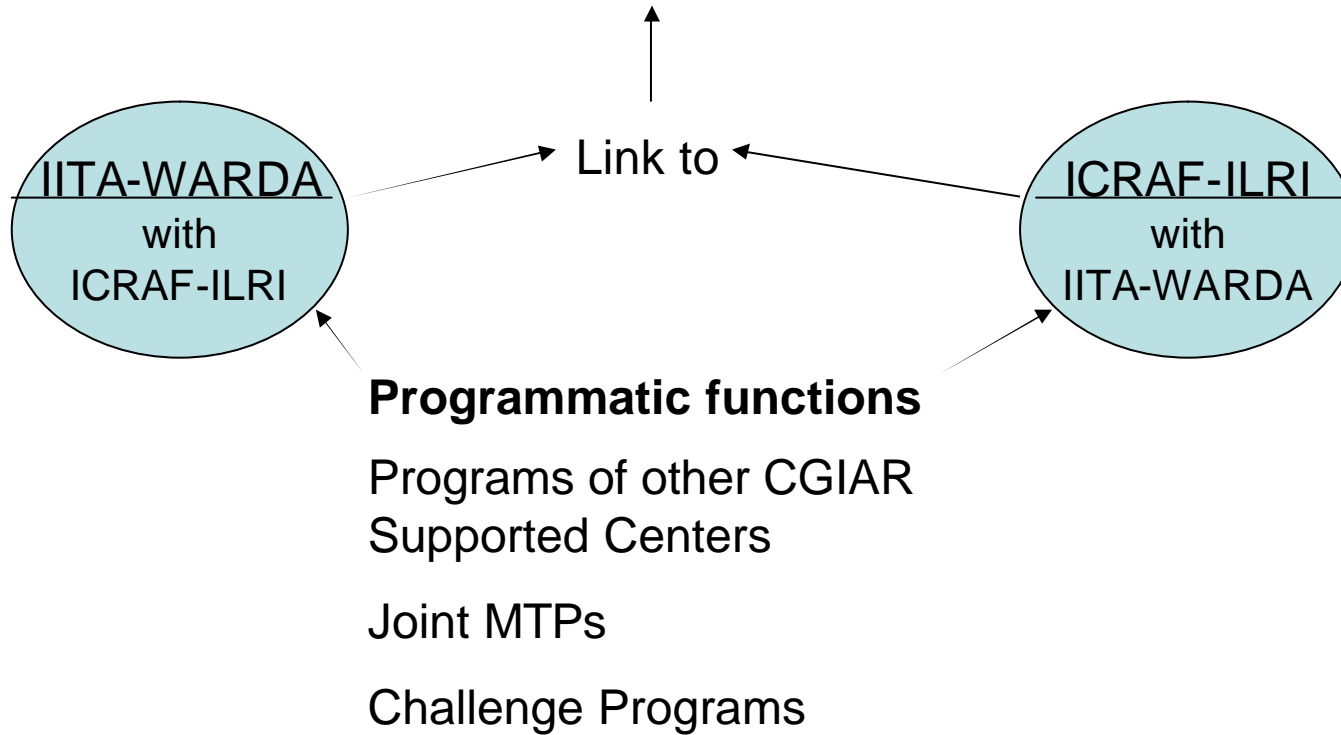 Link to
IITA-WARDA
with
ICRAF-ILRI
ICRAF-ILRI
with
IITA-WARDA
Programmatic functions
Programs of other CGIAR
Supported Centers
Joint MTPs
Challenge Programs